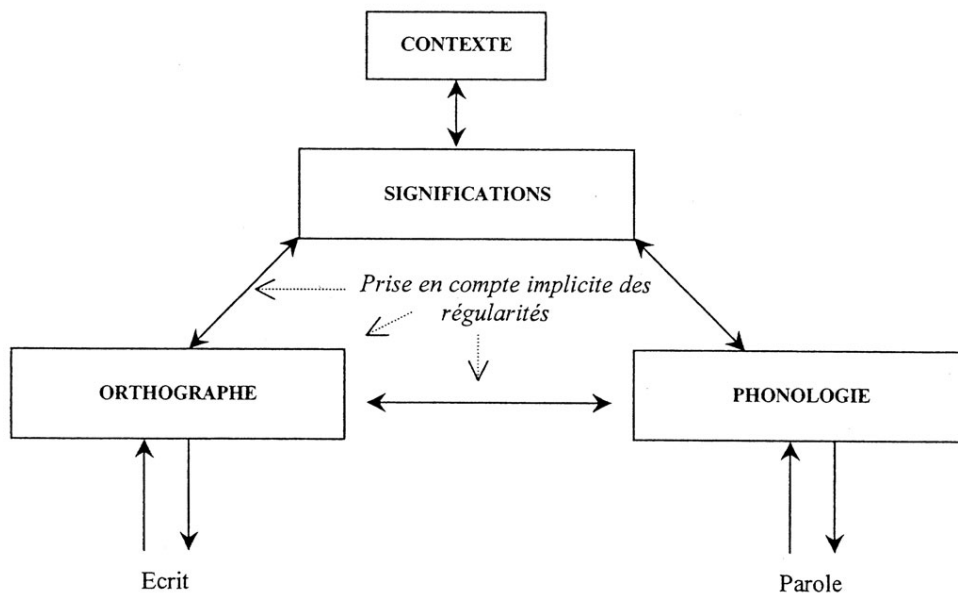 CONTEXTE
SIGNIFICATIONS
Prise en compte implicite des
régularités
ORTHOGRAPHE
PHONOLOGIE
Ecrit
Parole